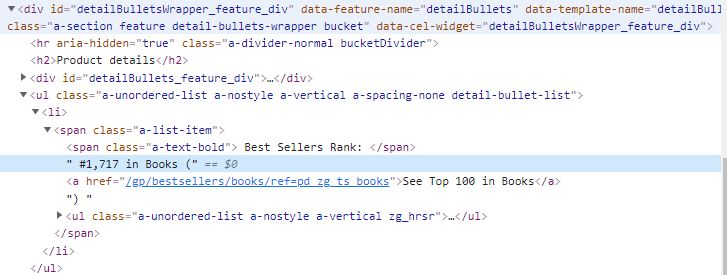 ▼<div id="detailBulletsWrapper_feature_div" data-feature-name="detailBullets" data-template-name="detailBull
class="a-section feature detail-bullets-wrapper bucket" data-cel-widget="detailBulletsWrapper_feature_div">
<hr aria-hidden="true" class="a-divider-normal bucketDivider">
<h2>Product details</h2>
▶<div id="detailBullets_feature_div">…</div>
▼<ul class="a-unordered-list a-nostyle a-vertical a-spacing-none detail-bullet-list">
▼<li>
▼<span class="a-list-item">
<span class="a-text-bold"> Best Sellers Rank: </span>
" #1,717 in Books (" == $0
<a href="/gp/bestsellers/books/ref=pd_zg_ts_books">See Top 100 in Books</a>
") "
▶<ul class="a-unordered-list a-nostyle a-vertical zg_hrsr">…</ul>
</span>
</li>
</ul>